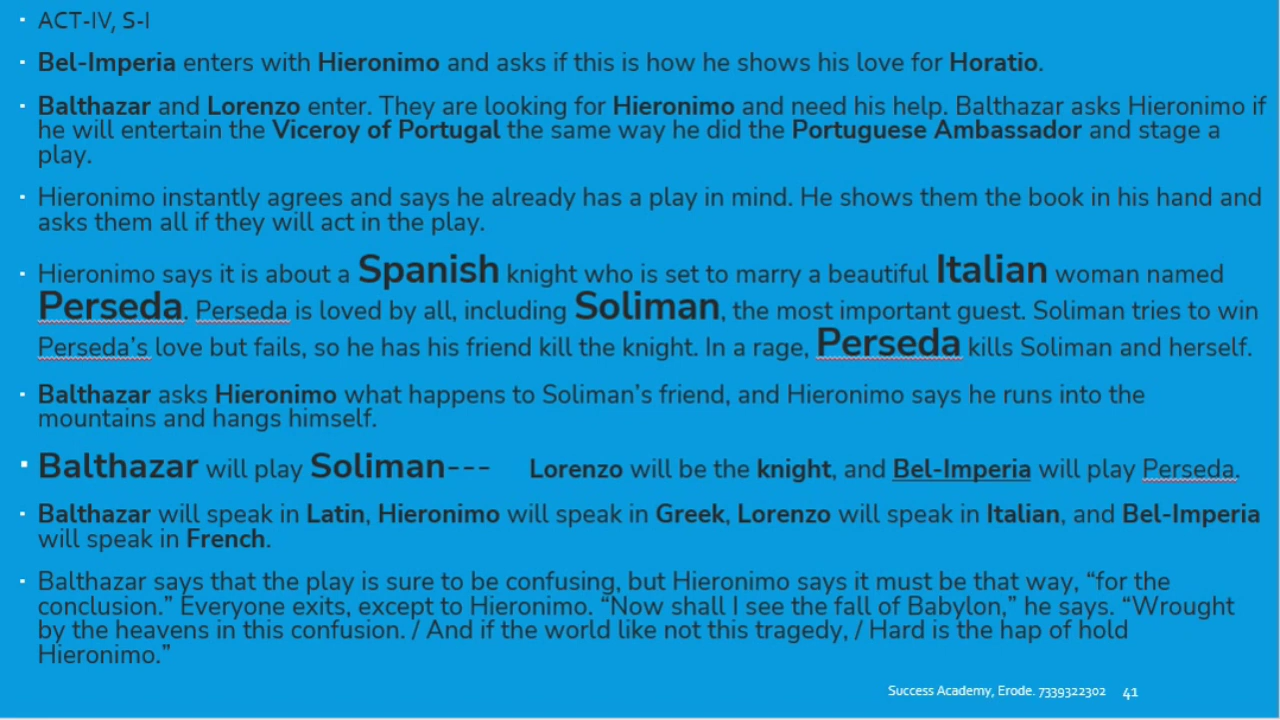 ACT-IV, S-I
Bel-Imperia enters with Hieronimo and asks if this is how he shows his love for Horatio.
Balthazar and Lorenzo enter. They are looking for Hieronimo and need his help. Balthazar asks Hieronimo if
he will entertain the Viceroy of Portugal the same way he did the Portuguese Ambassador and stage a
play.
Hieronimo instantly agrees and says he already has a play in mind. He shows them the book in his hand and
asks them all if they will act in the play.
Hieronimo says it is about a Spanish knight who is set to marry a beautiful Italian woman named
Perseda. Perseda is loved by all, including Soliman, the most important guest. Soliman tries to win
Perseda's love but fails, so he has his friend kill the knight. In a rage, Perseda kills Soliman and herself.
Balthazar asks Hieronimo what happens to Soliman's friend, and Hieronimo says he runs into the
mountains and hangs himself.
Balthazar will play Soliman--- Lorenzo will be the knight, and Bel-Imperia will play Perseda.
Balthazar will speak in Latin, Hieronimo will speak in Greek, Lorenzo will speak in Italian, and Bel-Imperia
will speak in French.
Balthazar says that the play is sure to be confusing, but Hieronimo says it must be that way, "for the
conclusion." Everyone exits, except to Hieronimo. "Now shall I see the fall of Babylon," he says. "Wrought
by the heavens in this confusion. / And if the world like not this tragedy, / Hard is the hap of hold
Hieronimo."
Success Academy, Erode. 7339322302 41